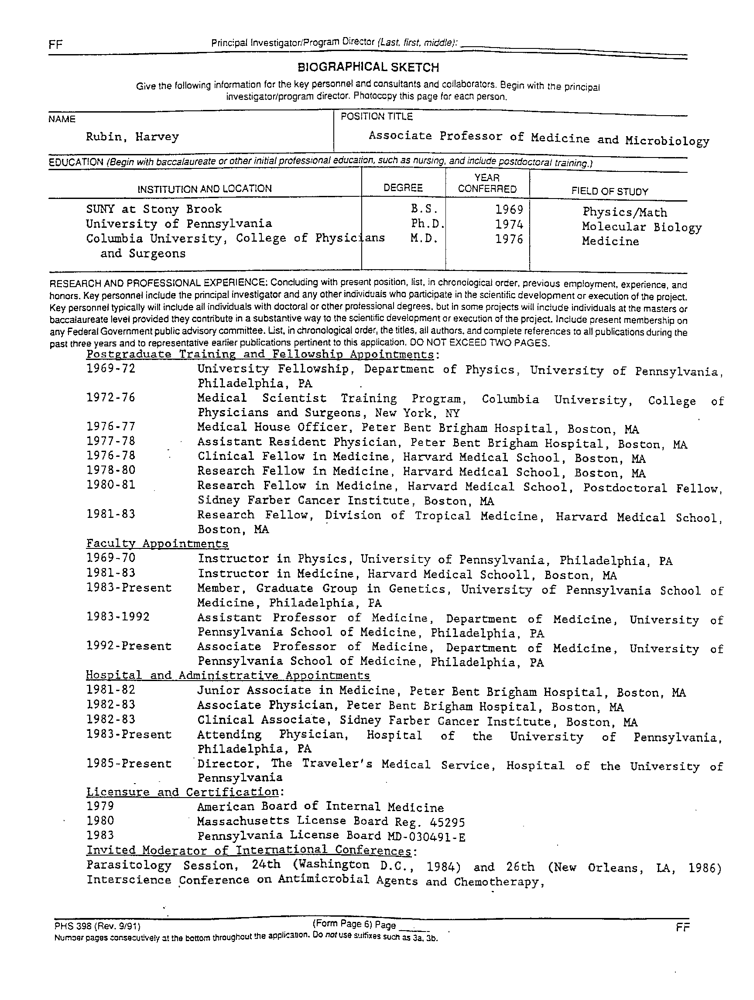 FF
Principal Investigator/Program Director (Last, first, middle):
BIOGRAPHICAL SKETCH
Give the following information for the key personnel and consultants and collaborators. Begin with the principal
investigator/program director. Photocopy this page for each person.
NAME
POSITION TITLE
Rubin, Harvey
Associate Professor of Medicine and Microbiology
EDUCATION (Begin with baccalaureate or other initial professional education, such as nursing, and include postdoctoral training.)
INSTITUTION AND LOCATION DEGREE YEAR CONFERRED FIELD OF STUDY
SUNY at Stony Brook B.S. 1969 Physics/Math
University of Pennsylvania Ph.D. 1974 Molecular Biology
Columbia University, College of Physicians M.D. 1976 Medicine
and Surgeons
RESEARCH AND PROFESSIONAL EXPERIENCE: Concluding with present position, list, in chronological order, previous employment, experience, and
honors. Key personnel include the principal investigator and any other individuals who participate in the scientific development or execution of the project.
Key personnel typically will include all individuals with doctoral or other professional degrees, but in some projects will include individuals at the masters or
baccalaureate level provided they contribute in a substantive way to the scientific development or execution of the project. Include present membership on
any Federal Government public advisory committee. List, in chronological order, the titles, all authors, and complete references to all publications during the
past three years and to representative earlier publications pertinent to this application. DO NOT EXCEED TWO PAGES.
Postgraduate Training and Fellowship Appointments:
1969-72 University Fellowship, Department of Physics, University of Pennsylvania,
Philadelphia, PA
1972-76 Medical Scientist Training Program, Columbia University, College of
Physicians and Surgeons, New York, NY
1976-77 Medical House Officer, Peter Bent Brigham Hospital, Boston, MA
1977-78 Assistant Resident Physician, Peter Bent Brigham Hospital, Boston, MA
1976-78 Clinical Fellow in Medicine, Harvard Medical School, Boston, MA
1978-80 Research Fellow in Medicine, Harvard Medical School, Boston, MA
1980-81 Research Fellow in Medicine, Harvard Medical School, Postdoctoral Fellow,
Sidney Farber Cancer Institute, Boston, MA
1981-83 Research Fellow, Division of Tropical Medicine, Harvard Medical School,
Boston, MA
Faculty Appointments
1969-70 Instructor in Physics, University of Pennsylvania, Philadelphia, PA
1981-83 Instructor in Medicine, Harvard Medical Schooll, Boston, MA
1983-Present Member, Graduate Group in Genetics, University of Pennsylvania School of
Medicine, Philadelphia, PA
1983-1992 Assistant Professor of Medicine, Department of Medicine, University of
Pennsylvania School of Medicine, Philadelphia, PA
1992-Present Associate Professor of Medicine, Department of Medicine, University of
Pennsylvania School of Medicine, Philadelphia, PA
Hospital and Administrative Appointments
1981-82 Junior Associate in Medicine, Peter Bent Brigham Hospital, Boston, MA
1982-83 Associate Physician, Peter Bent Brigham Hospital, Boston, MA
1982-83 Clinical Associate, Sidney Farber Cancer Institute, Boston, MA
1983-Present Attending Physician, Hospital of the University of Pennsylvania,
Philadelphia, PA
1985-Present Director, The Traveler's Medical Service, Hospital of the University of
Pennsylvania
Licensure and Certification:
1979 American Board of Internal Medicine
1980 Massachusetts License Board Reg. 45295
1983 Pennsylvania License Board MD-030491-E
Invited Moderator of International Conferences:
Parasitology Session, 24th (Washington D.C., 1984) and 26th (New Orleans, LA, 1986)
Interscience Conference on Antimicrobial Agents and Chemotherapy,
PHS 398 (Rev. 9/91) (Form Page 6) Page FF
Number pages consecutively at the bottom throughout the application. Do not use suffixes such as 3a, 3b.